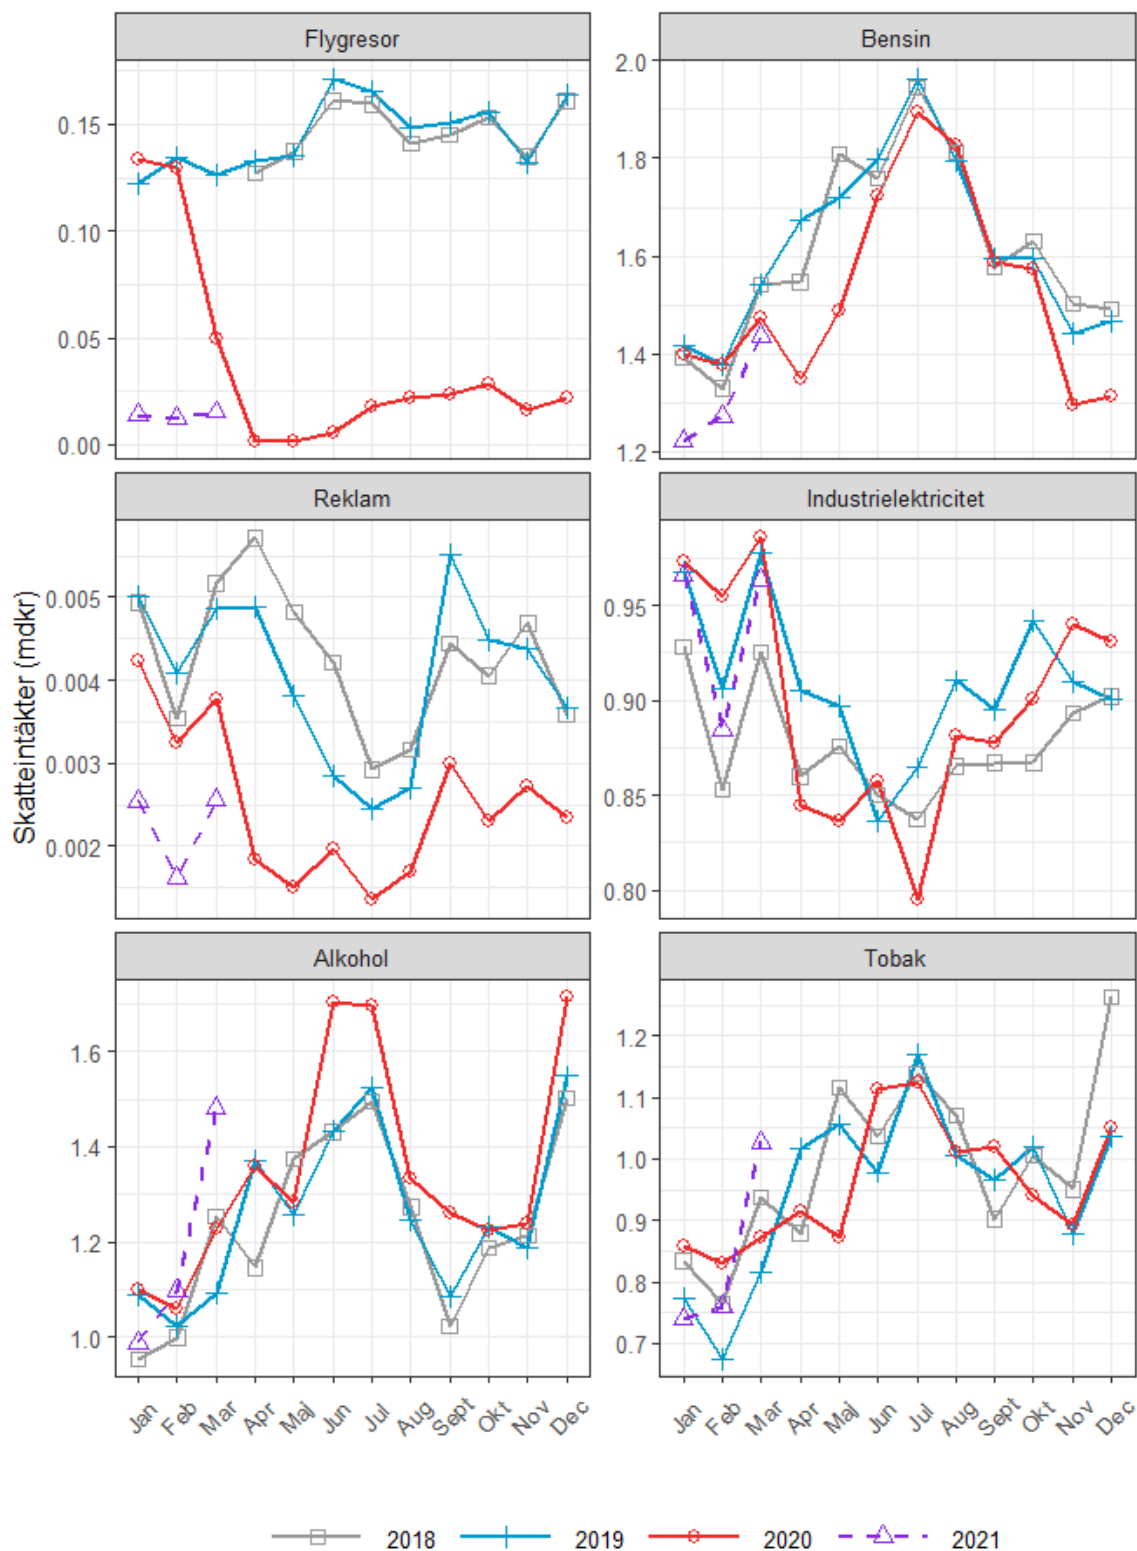 Flygresor
Bensin
0.15
0.10
0.05
0.00
2.0
1.8
1.6
1.4
1.2
Reklam
Industrielektricitet
Skatteintäkter (mdkr)
0.005
0.004
0.003
0.002
0.95
0.90
0.85
0.80
Alkohol
Tobak
1.6
1.4
1.2
1.0
1.2
1.1
1.0
0.9
0.8
0.7
Jan Feb Mar Apr Maj Jun Jul Aug Sept Okt Nov Dec
Jan Feb Mar Apr Maj Jun Jul Aug Sept Okt Nov Dec
2018 2019 2020 2021